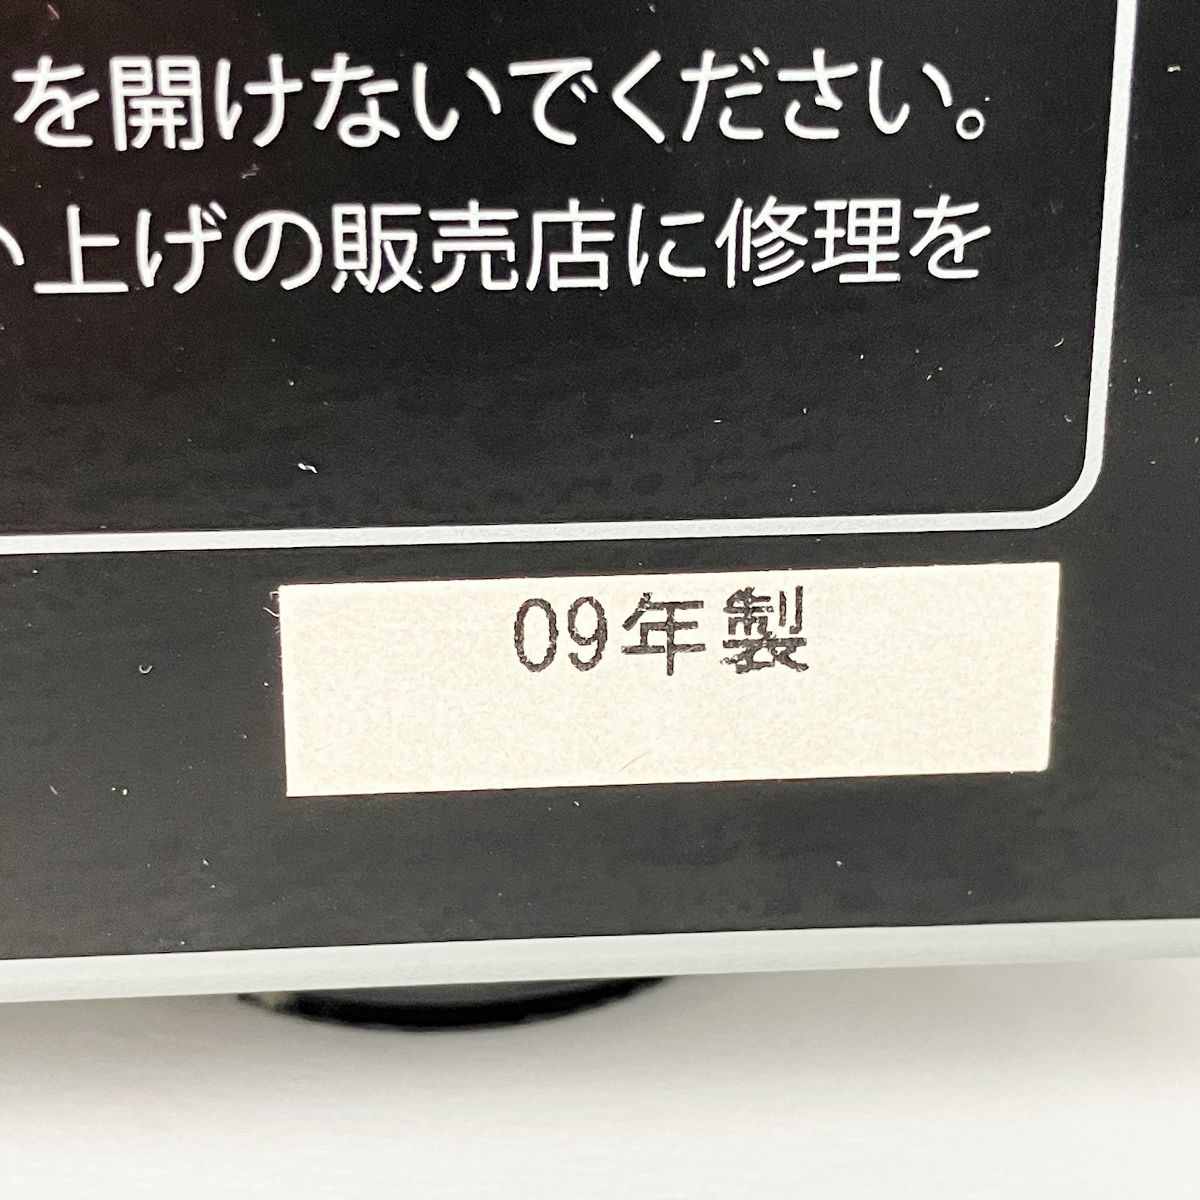 を開けないでください。
い上げの販売店に修理を
09年製